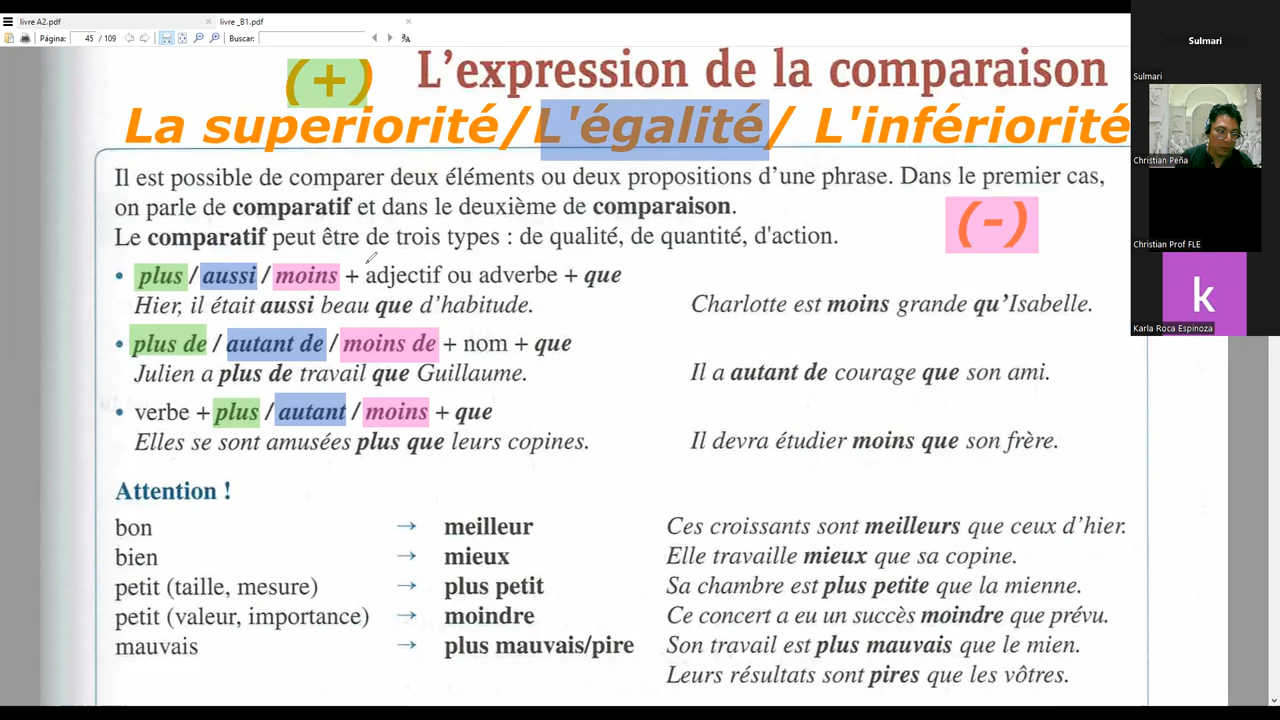 livre A2.pdf × livre _B1.pdf ×
Página: 45 / 109 Buscar:
(+) L'expression de la comparaison
La superiorité/L'égalité/ L'infériorité
Il est possible de comparer deux éléments ou deux propositions d'une phrase. Dans le premier cas,
on parle de comparatif et dans le deuxième de comparaison.
(-)
Le comparatif peut être de trois types : de qualité, de quantité, d'action.
• plus / aussi / moins + adjectif ou adverbe + que
Hier, il était aussi beau que d'habitude. Charlotte est moins grande qu'Isabelle.
• plus de / autant de / moins de + nom + que
Julien a plus de travail que Guillaume. Il a autant de courage que son ami.
• verbe + plus / autant / moins + que
Elles se sont amusées plus que leurs copines. Il devra étudier moins que son frère.
Attention !
bon → meilleur Ces croissants sont meilleurs que ceux d'hier.
bien → mieux Elle travaille mieux que sa copine.
petit (taille, mesure) → plus petit Sa chambre est plus petite que la mienne.
petit (valeur, importance) → moindre Ce concert a eu un succès moindre que prévu.
mauvais → plus mauvais/pire Son travail est plus mauvais que le mien.
Leurs résultats sont pires que les vôtres.
Sulmari
Sulmari
Christian Peña
Christian Prof FLE
k
Karla Roca Espinoza